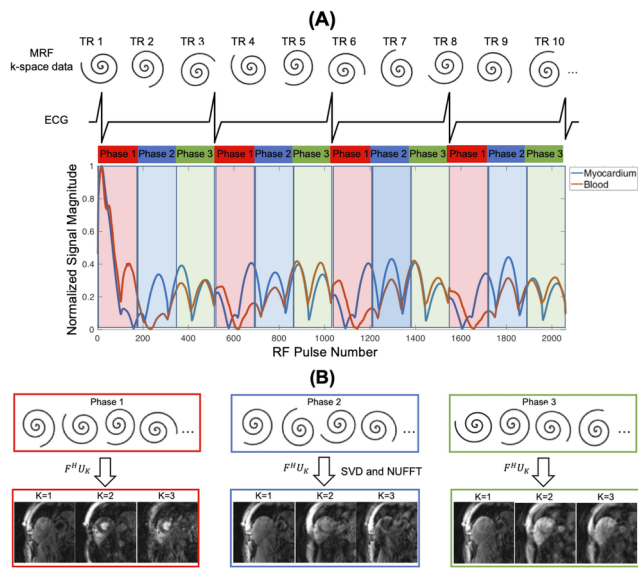 (A)
MRF
k-space data
TR 1 TR 2 TR 3 TR 4 TR 5 TR 6 TR 7 TR 8 TR 9 TR 10
...
ECG
Phase 1 Phase 2 Phase 3 Phase 1 Phase 2 Phase 3 Phase 1 Phase 2 Phase 3 Phase 1 Phase 2 Phase 3
Myocardium
Blood
Normalized Signal Magnitude
1
0.8
0.6
0.4
0.2
0
0 200 400 600 800 1000 1200 1400 1600 1800 2000
RF Pulse Number
(B)
Phase 1 Phase 2 Phase 3
... ... ...
F^H U_K F^H U_K SVD and NUFFT F^H U_K
K=1 K=2 K=3 K=1 K=2 K=3 K=1 K=2 K=3